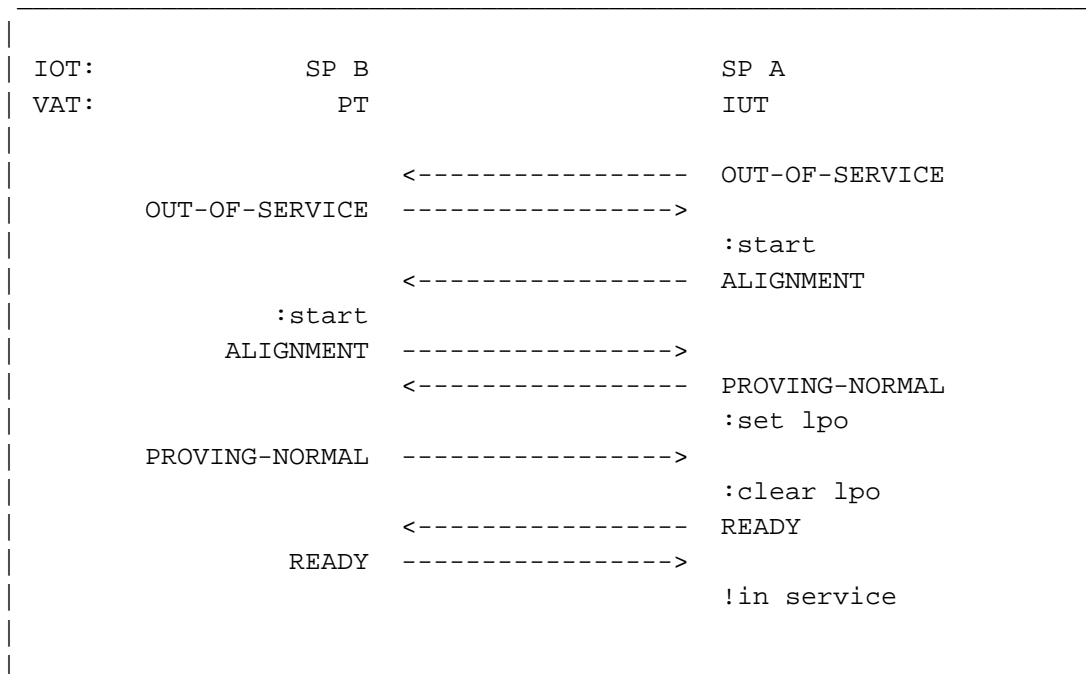 IOT: SP B SP A
VAT: PT IUT
<----------------- OUT-OF-SERVICE
OUT-OF-SERVICE ----------------->
:start
<----------------- ALIGNMENT
:start
ALIGNMENT ----------------->
<----------------- PROVING-NORMAL
:set lpo
PROVING-NORMAL ----------------->
:clear lpo
<----------------- READY
READY ----------------->
!in service